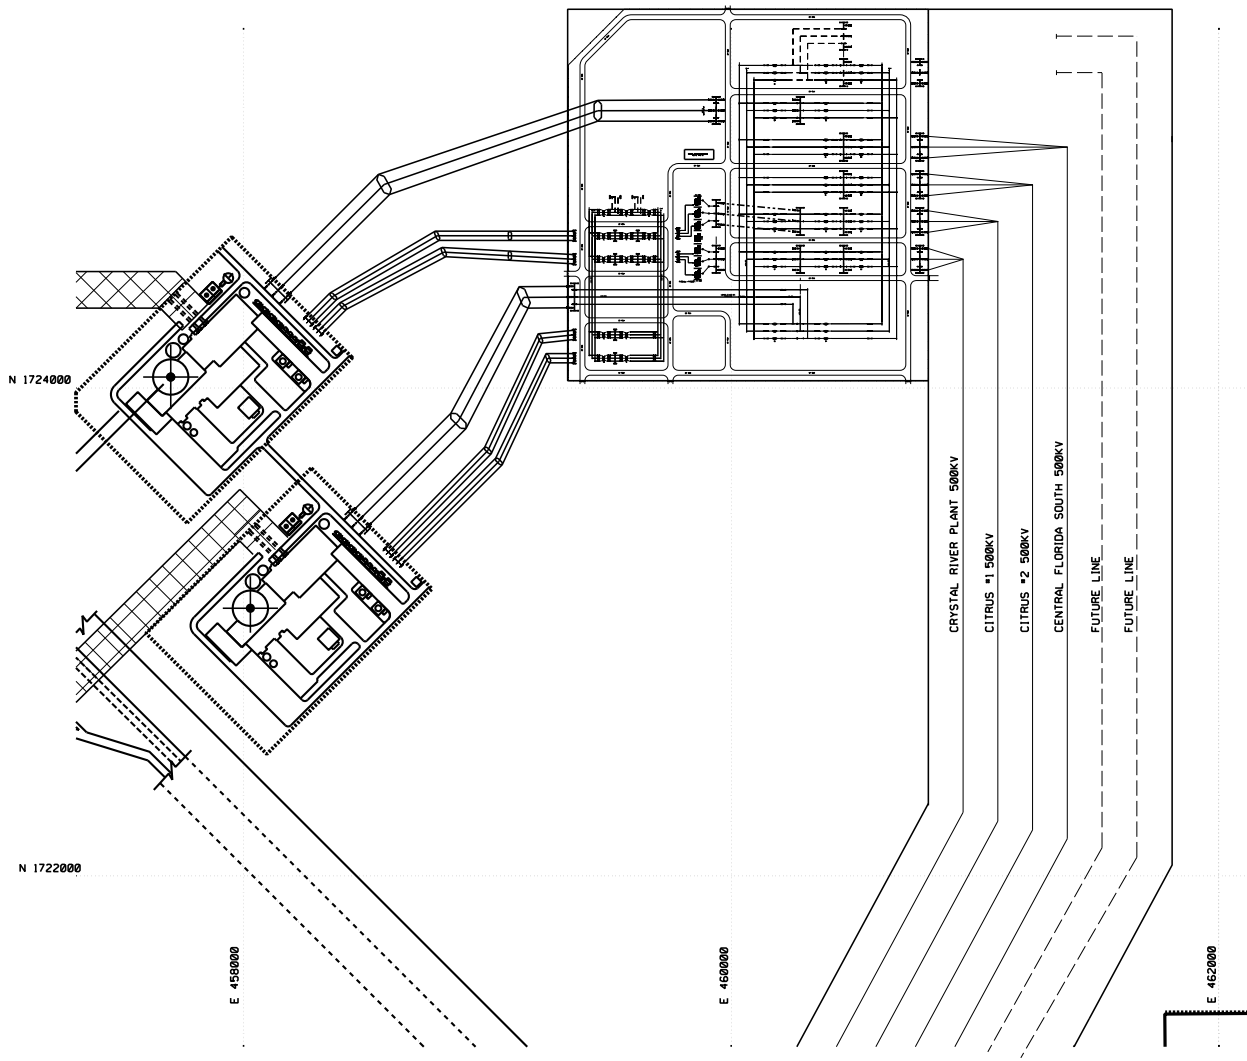 N 1724000
CRYSTAL RIVER PLANT 500KV
CITRUS #1 500KV
CITRUS #2 500KV
CENTRAL FLORIDA SOUTH 500KV
FUTURE LINE
FUTURE LINE
N 1722000
E 458000
E 460000
E 462000